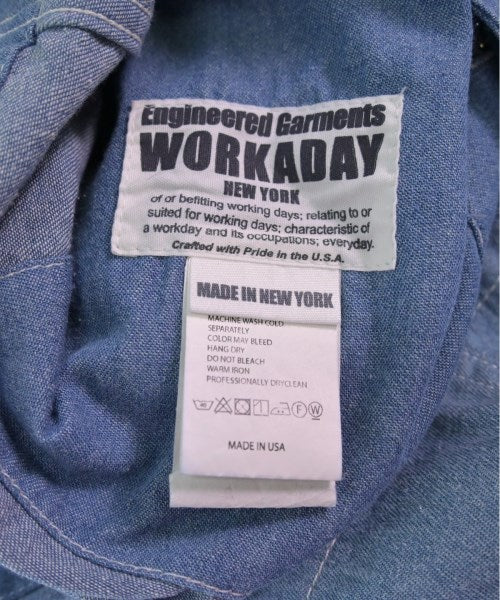 Engineered Garments
WORKADAY
NEW YORK
of or befitting working days; relating to or
suited for working days; characteristic of
a workday and its occupations; everyday.
Crafted with Pride in the U.S.A.
MADE IN NEW YORK
MACHINE WASH COLD
SEPARATELY
COLOR MAY BLEED
HANG DRY
DO NOT BLEACH
WARM IRON
PROFESSIONALLY DRYCLEAN
F W
MADE IN USA